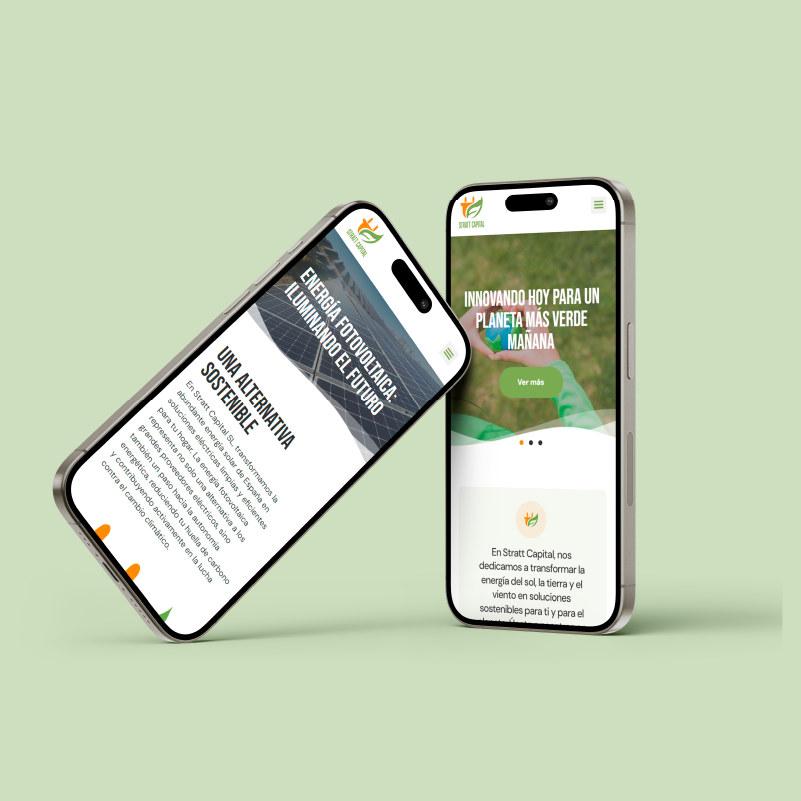 STRATT CAPITAL
ENERGÍA FOTOVOLTAICA:
ILUMINANDO EL FUTURO
UNA ALTERNATIVA
SOSTENIBLE
En Stratt Capital SL, transformamos la
abundante energía solar de España en
soluciones eléctricas limpias y eficientes
para tu hogar. La energía fotovoltaica
representa no solo una alternativa a los
grandes proveedores eléctricos, sino
también un paso hacia la autonomía
energética, reduciendo tu huella de carbono
y contribuyendo activamente en la lucha
contra el cambio climático.
STRATT CAPITAL
INNOVANDO HOY PARA UN
PLANETA MÁS VERDE
MAÑANA
Ver más
En Stratt Capital, nos
dedicamos a transformar la
energía del sol, la tierra y el
viento en soluciones
sostenibles para ti y para el